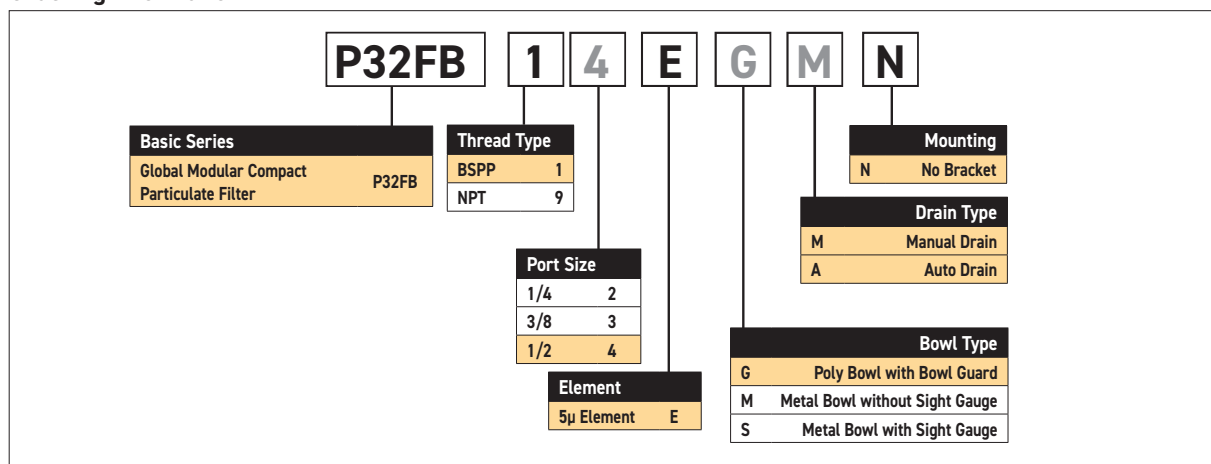 P32FB 1 4 E G M N
Basic Series
Global Modular Compact
Particulate Filter P32FB
Thread Type
BSPP 1
NPT 9
Mounting
N No Bracket
Drain Type
M Manual Drain
A Auto Drain
Port Size
1/4 2
3/8 3
1/2 4
Bowl Type
G Poly Bowl with Bowl Guard
M Metal Bowl without Sight Gauge
S Metal Bowl with Sight Gauge
Element
5µ Element E